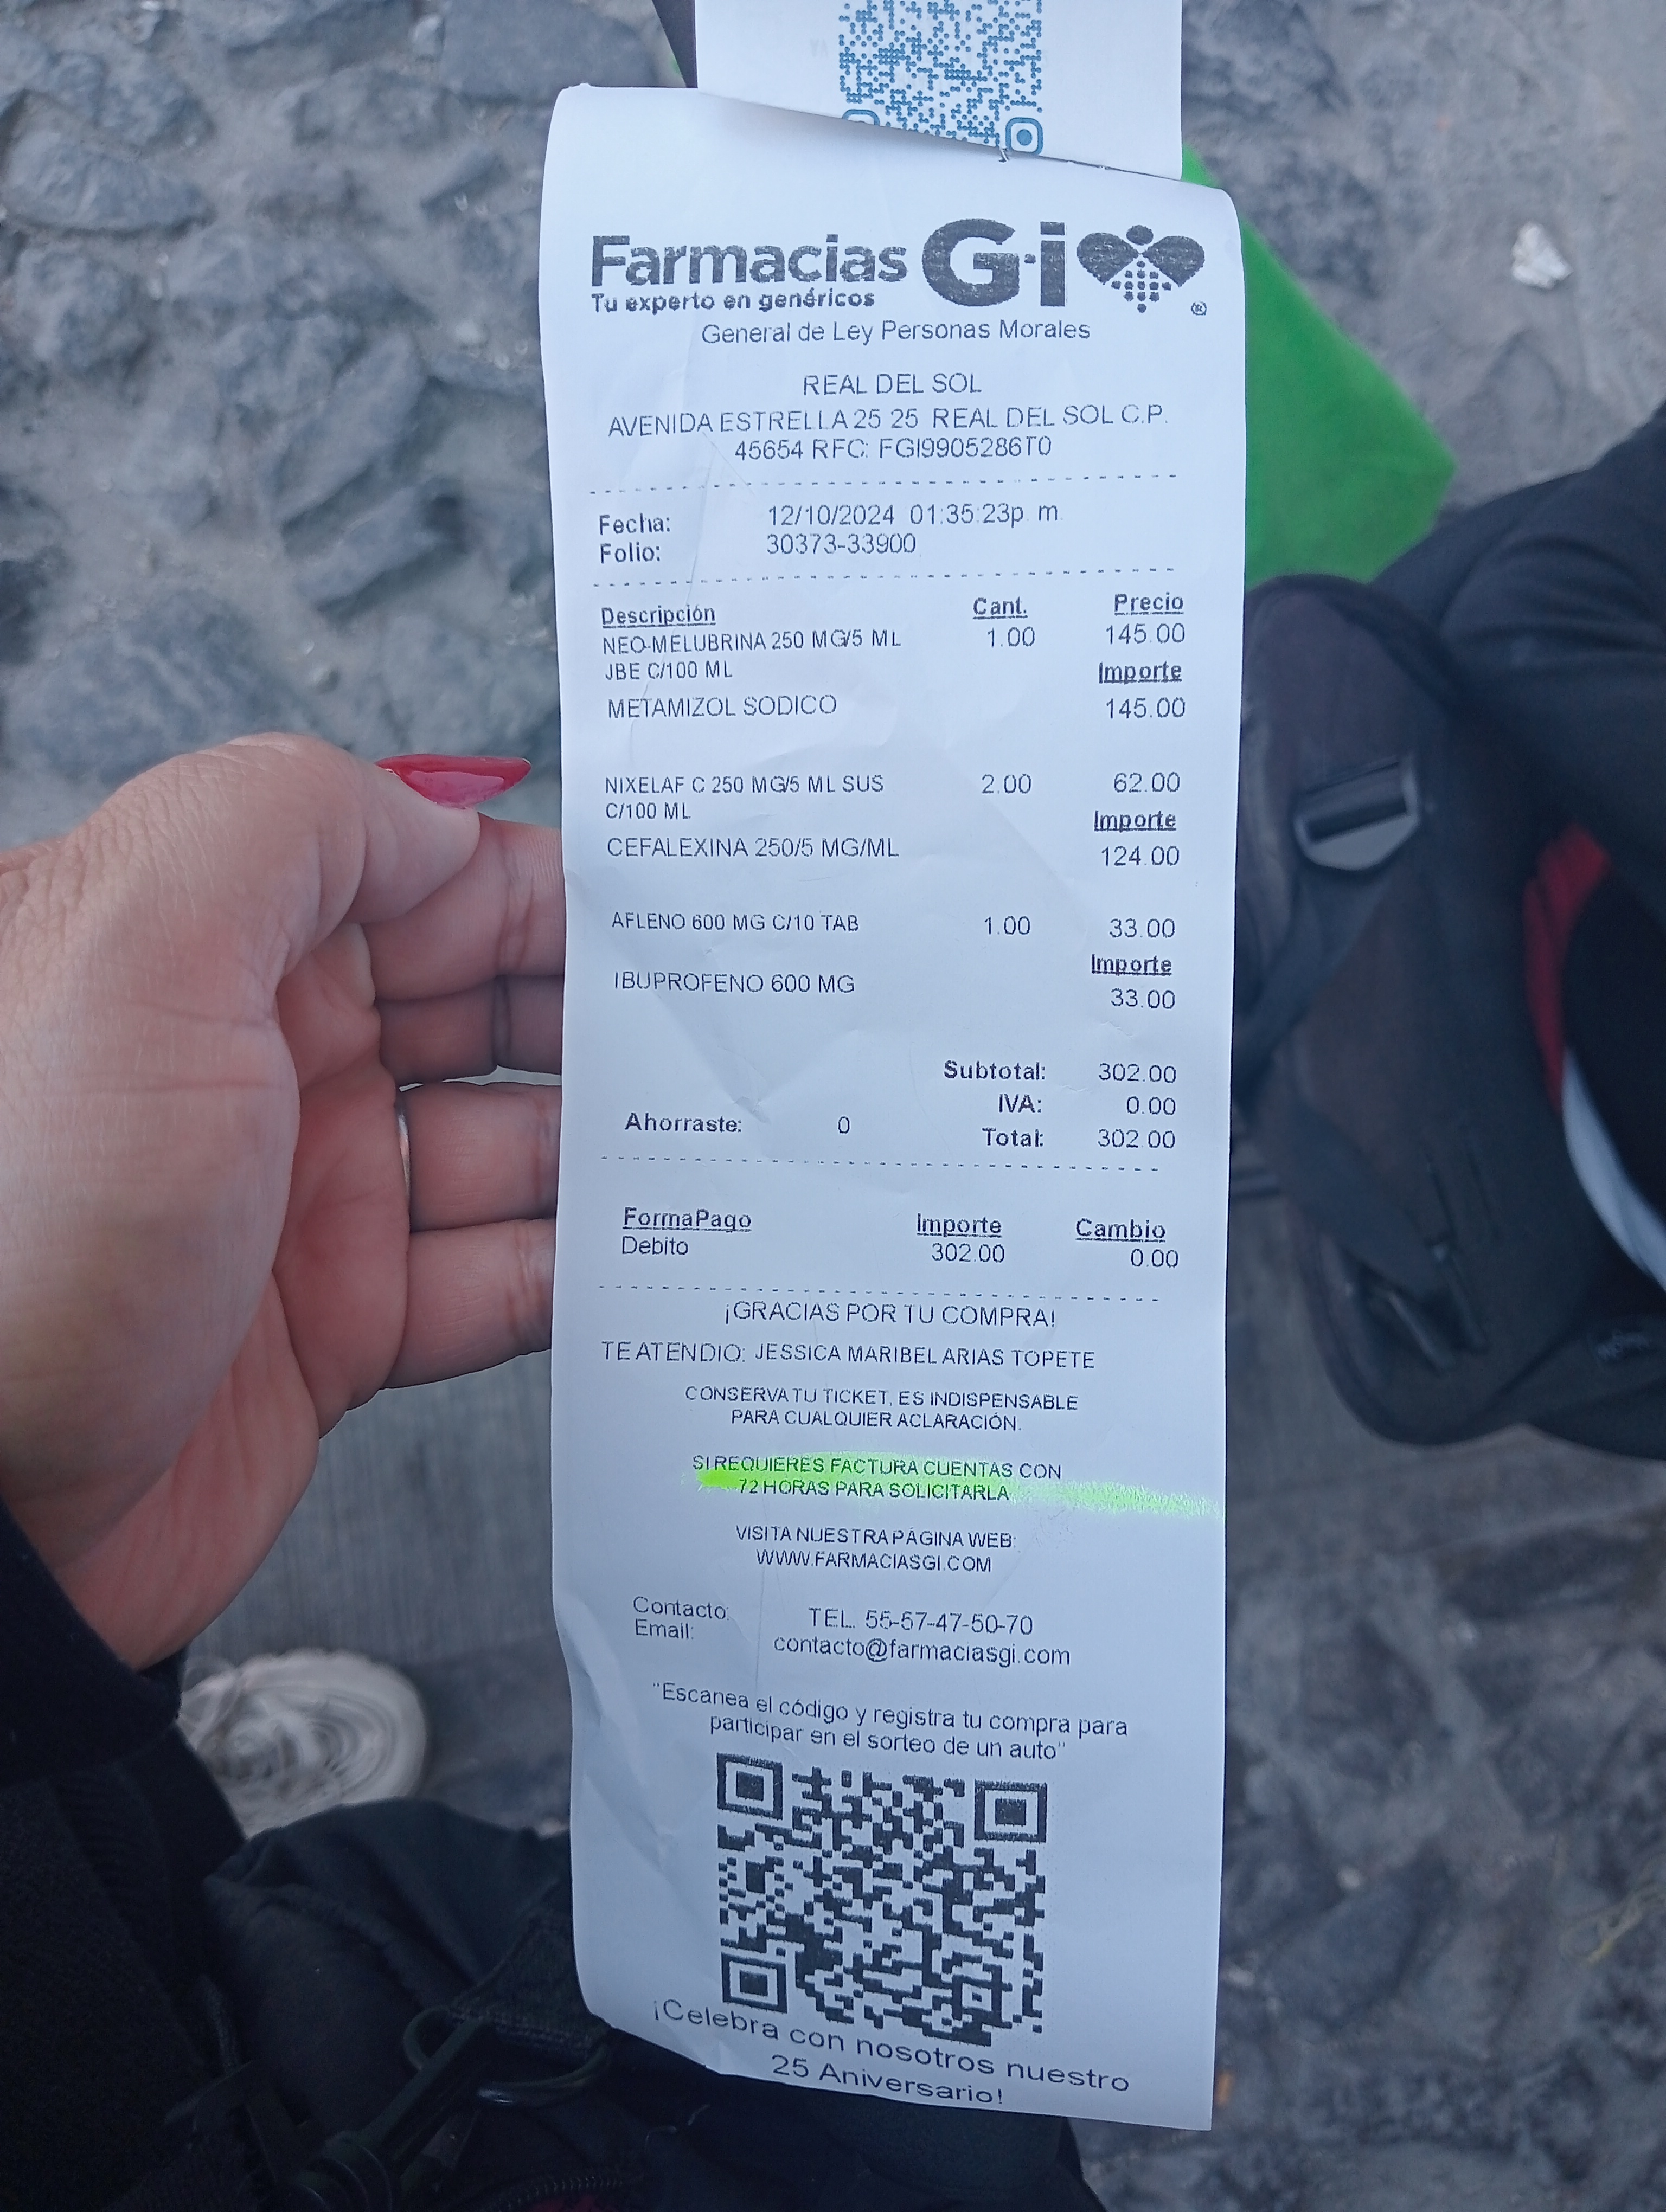 Farmacias G·i
Tu experto en genéricos
®
General de Ley Personas Morales
REAL DEL SOL
AVENIDA ESTRELLA 25 25 REAL DEL SOL C.P.
45654 RFC: FGI9905286T0
Fecha: 12/10/2024 01:35:23p. m.
Folio: 30373-33900
Descripción Cant. Precio
NEO-MELUBRINA 250 MG/5 ML 1.00 145.00
JBE C/100 ML Importe
METAMIZOL SODICO 145.00
NIXELAF C 250 MG/5 ML SUS 2.00 62.00
C/100 ML Importe
CEFALEXINA 250/5 MG/ML 124.00
AFLENO 600 MG C/10 TAB 1.00 33.00
Importe
IBUPROFENO 600 MG 33.00
Subtotal: 302.00
IVA: 0.00
Ahorraste: 0 Total: 302.00
FormaPago Importe Cambio
Debito 302.00 0.00
¡GRACIAS POR TU COMPRA!
TE ATENDIO: JESSICA MARIBEL ARIAS TOPETE
CONSERVA TU TICKET, ES INDISPENSABLE
PARA CUALQUIER ACLARACIÓN.
SI REQUIERES FACTURA CUENTAS CON
72 HORAS PARA SOLICITARLA
VISITA NUESTRA PÁGINA WEB:
WWW.FARMACIASGI.COM
Contacto: TEL. 55-57-47-50-70
Email: contacto@farmaciasgi.com
"Escanea el código y registra tu compra para
participar en el sorteo de un auto"
¡Celebra con nosotros nuestro
25 Aniversario!